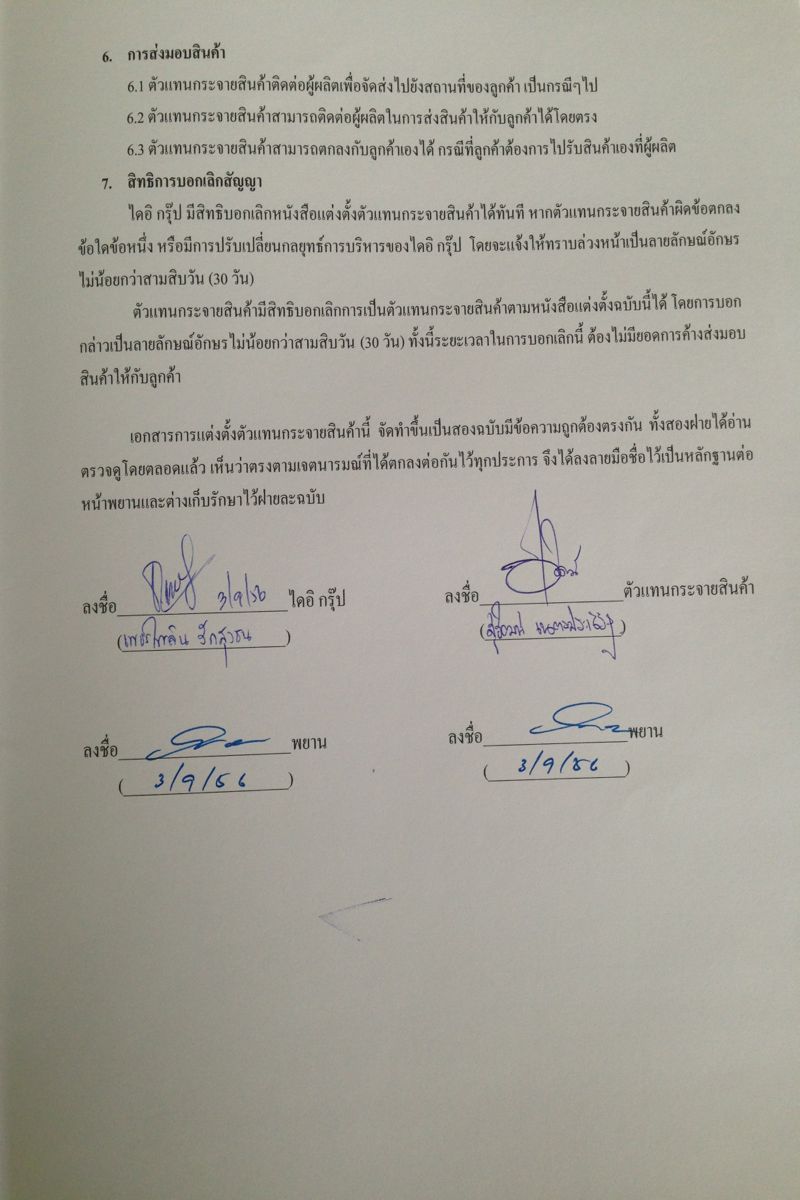 6. การส่งมอบสินค้า
6.1 ตัวแทนกระจายสินค้าติดต่อผู้ผลิตเพื่อจัดส่งไปยังสถานที่ของลูกค้า เป็นกรณีๆไป
6.2 ตัวแทนกระจายสินค้าสามารถติดต่อผู้ผลิตในการส่งสินค้าให้กับลูกค้าได้โดยตรง
6.3 ตัวแทนกระจายสินค้าสามารถตกลงกับลูกค้าเองได้ กรณีที่ลูกค้าต้องการไปรับสินค้าเองที่ผู้ผลิต
7. สิทธิการบอกเลิกสัญญา
ไดอิ กรุ๊ป มีสิทธิบอกเลิกหนังสือแต่งตั้งตัวแทนกระจายสินค้าได้ทันที หากตัวแทนกระจายสินค้าผิดข้อตกลง
ข้อใดข้อหนึ่ง หรือมีการปรับเปลี่ยนกลยุทธ์การบริหารของไดอิ กรุ๊ป โดยจะแจ้งให้ทราบล่วงหน้าเป็นลายลักษณ์อักษร
ไม่น้อยกว่าสามสิบวัน (30 วัน)
ตัวแทนกระจายสินค้ามีสิทธิบอกเลิกการเป็นตัวแทนกระจายสินค้าตามหนังสือแต่งตั้งฉบับนี้ได้ โดยการบอก
กล่าวเป็นลายลักษณ์อักษรไม่น้อยกว่าสามสิบวัน (30 วัน) ทั้งนี้ระยะเวลาในการบอกเลิกนี้ ต้องไม่มียอดการค้างส่งมอบ
สินค้าให้กับลูกค้า
เอกสารการแต่งตั้งตัวแทนกระจายสินค้านี้ จัดทำขึ้นเป็นสองฉบับมีข้อความถูกต้องตรงกัน ทั้งสองฝ่ายได้อ่าน
ตรวจดูโดยตลอดแล้ว เห็นว่าตรงตามเจตนารมณ์ที่ได้ตกลงต่อกันไว้ทุกประการ จึงได้ลงลายมือชื่อไว้เป็นหลักฐานต่อ
หน้าพยานและต่างเก็บรักษาไว้ฝ่ายละฉบับ
ลงชื่อ 3/9/56 ไดอิ กรุ๊ป
ลงชื่อ ตัวแทนกระจายสินค้า
ลงชื่อ พยาน
(3/9/56)
ลงชื่อ พยาน
(3/9/56)